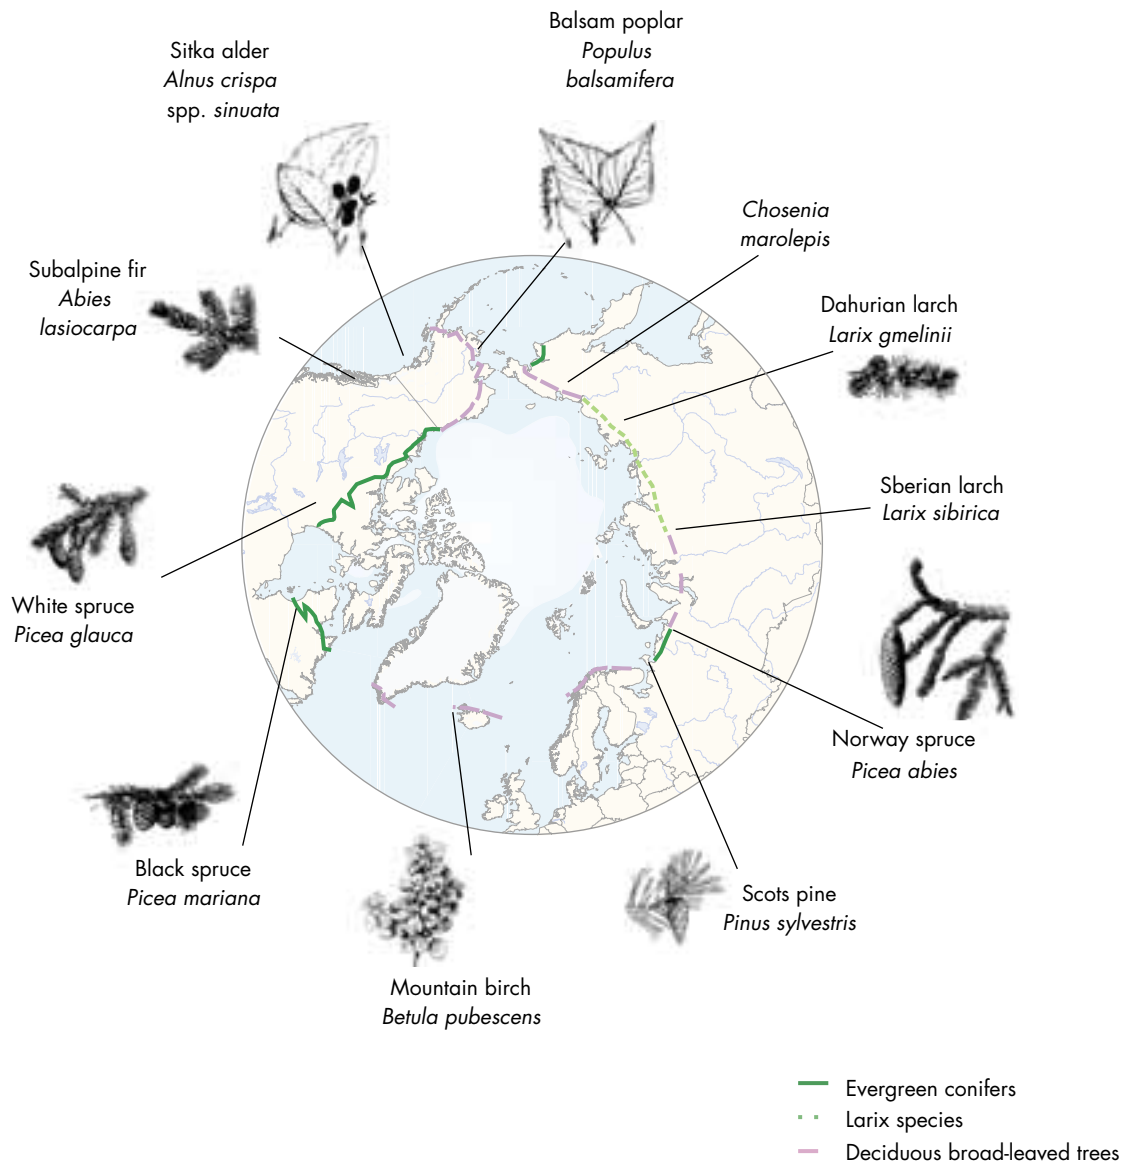 Balsam poplar
Populus
balsamifera
Sitka alder
Alnus crispa
spp. sinuata
Chosenia
marolepis
Subalpine fir
Abies
lasiocarpa
Dahurian larch
Larix gmelinii
Sberian larch
Larix sibirica
White spruce
Picea glauca
Norway spruce
Picea abies
Black spruce
Picea mariana
Scots pine
Pinus sylvestris
Mountain birch
Betula pubescens
Evergreen conifers
Larix species
Deciduous broad-leaved trees